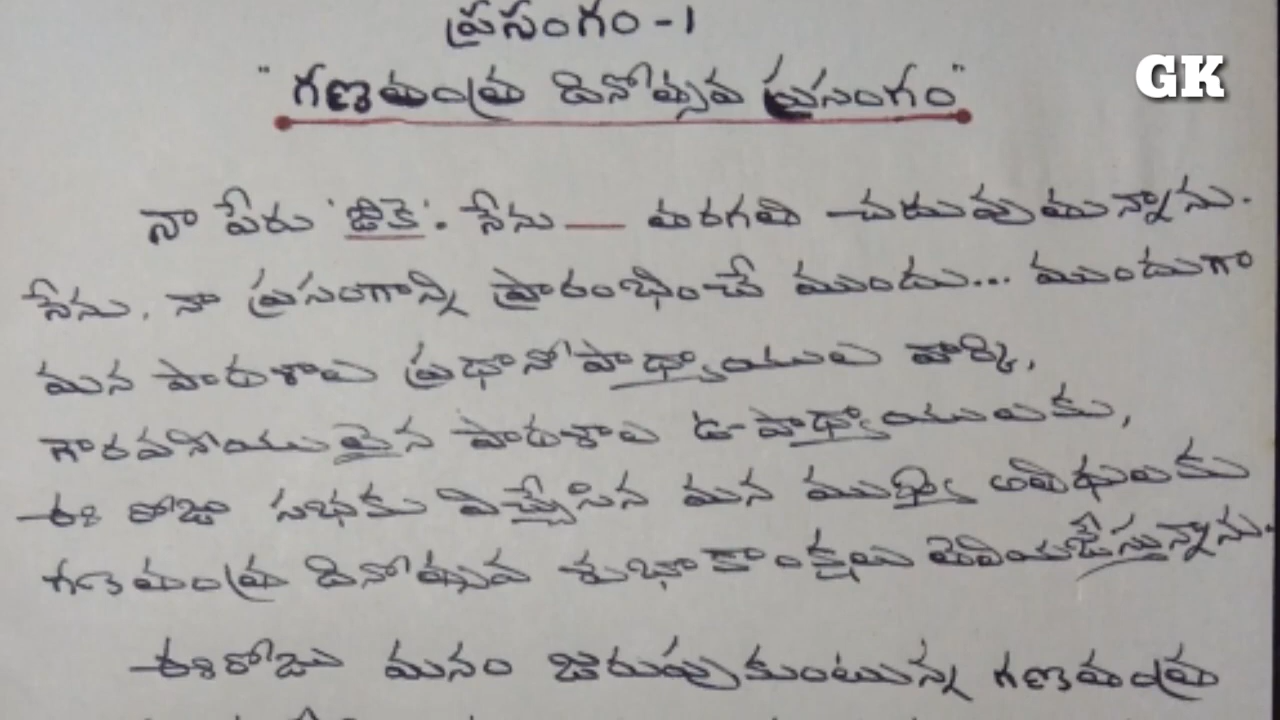 ప్రసంగం - 1
GK
"గణతంత్ర దినోత్సవ ప్రసంగం"
నా పేరు 'జికె'. నేను — తరగతి చదువుతున్నాను.
నేను, నా ప్రసంగాన్ని ప్రారంభించే ముందు... ముందుగా
మన పాఠశాల ప్రధానోపాధ్యాయుల వార్కి,
గౌరవనీయులైన పాఠశాల ఉపాధ్యాయులకు,
ఈ రోజు సభకు విచ్చేసిన మన ముఖ్య అతిథులకు
గణతంత్ర దినోత్సవ శుభాకాంక్షలు తెలియజేస్తున్నాను.
ఈరోజు మనం జరుపుకుంటున్న గణతంత్ర